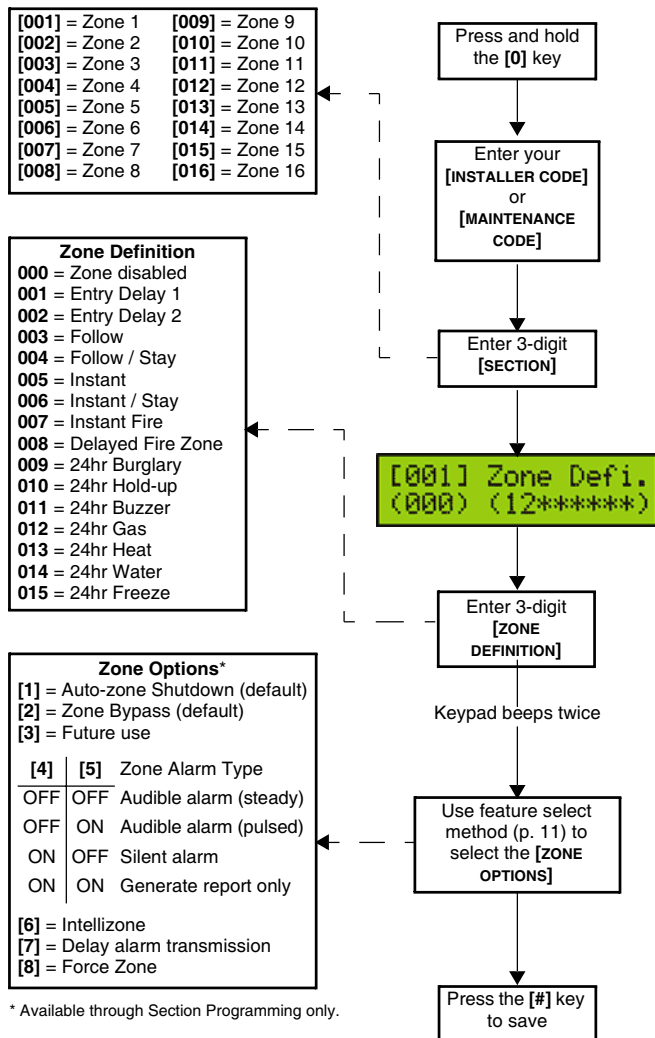 [001] = Zone 1 [009] = Zone 9
[002] = Zone 2 [010] = Zone 10
[003] = Zone 3 [011] = Zone 11
[004] = Zone 4 [012] = Zone 12
[005] = Zone 5 [013] = Zone 13
[006] = Zone 6 [014] = Zone 14
[007] = Zone 7 [015] = Zone 15
[008] = Zone 8 [016] = Zone 16
Press and hold
the [0] key
Enter your
[INSTALLER CODE]
or
[MAINTENANCE
CODE]
Enter 3-digit
[SECTION]
Zone Definition
000 = Zone disabled
001 = Entry Delay 1
002 = Entry Delay 2
003 = Follow
004 = Follow / Stay
005 = Instant
006 = Instant / Stay
007 = Instant Fire
008 = Delayed Fire Zone
009 = 24hr Burglary
010 = 24hr Hold-up
011 = 24hr Buzzer
012 = 24hr Gas
013 = 24hr Heat
014 = 24hr Water
015 = 24hr Freeze
[001] Zone Defi.
(000) (12******)
Enter 3-digit
[ZONE
DEFINITION]
Keypad beeps twice
Zone Options*
[1] = Auto-zone Shutdown (default)
[2] = Zone Bypass (default)
[3] = Future use
[4] [5] Zone Alarm Type
OFF OFF Audible alarm (steady)
OFF ON Audible alarm (pulsed)
ON OFF Silent alarm
ON ON Generate report only
[6] = Intellizone
[7] = Delay alarm transmission
[8] = Force Zone
Use feature select
method (p. 11) to
select the [ZONE
OPTIONS]
Press the [#] key
to save
* Available through Section Programming only.